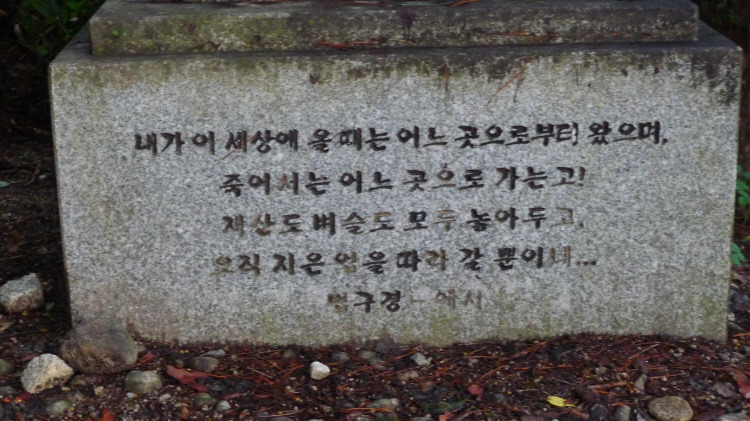 내가 이 세상에 올 때는 어느 곳으로부터 왔으며,
죽어서는 어느 곳으로 가는고!
재산도 벼슬도 모두 놓아두고,
오직 지은 업을 따라 갈 뿐이네...
법구경-에서